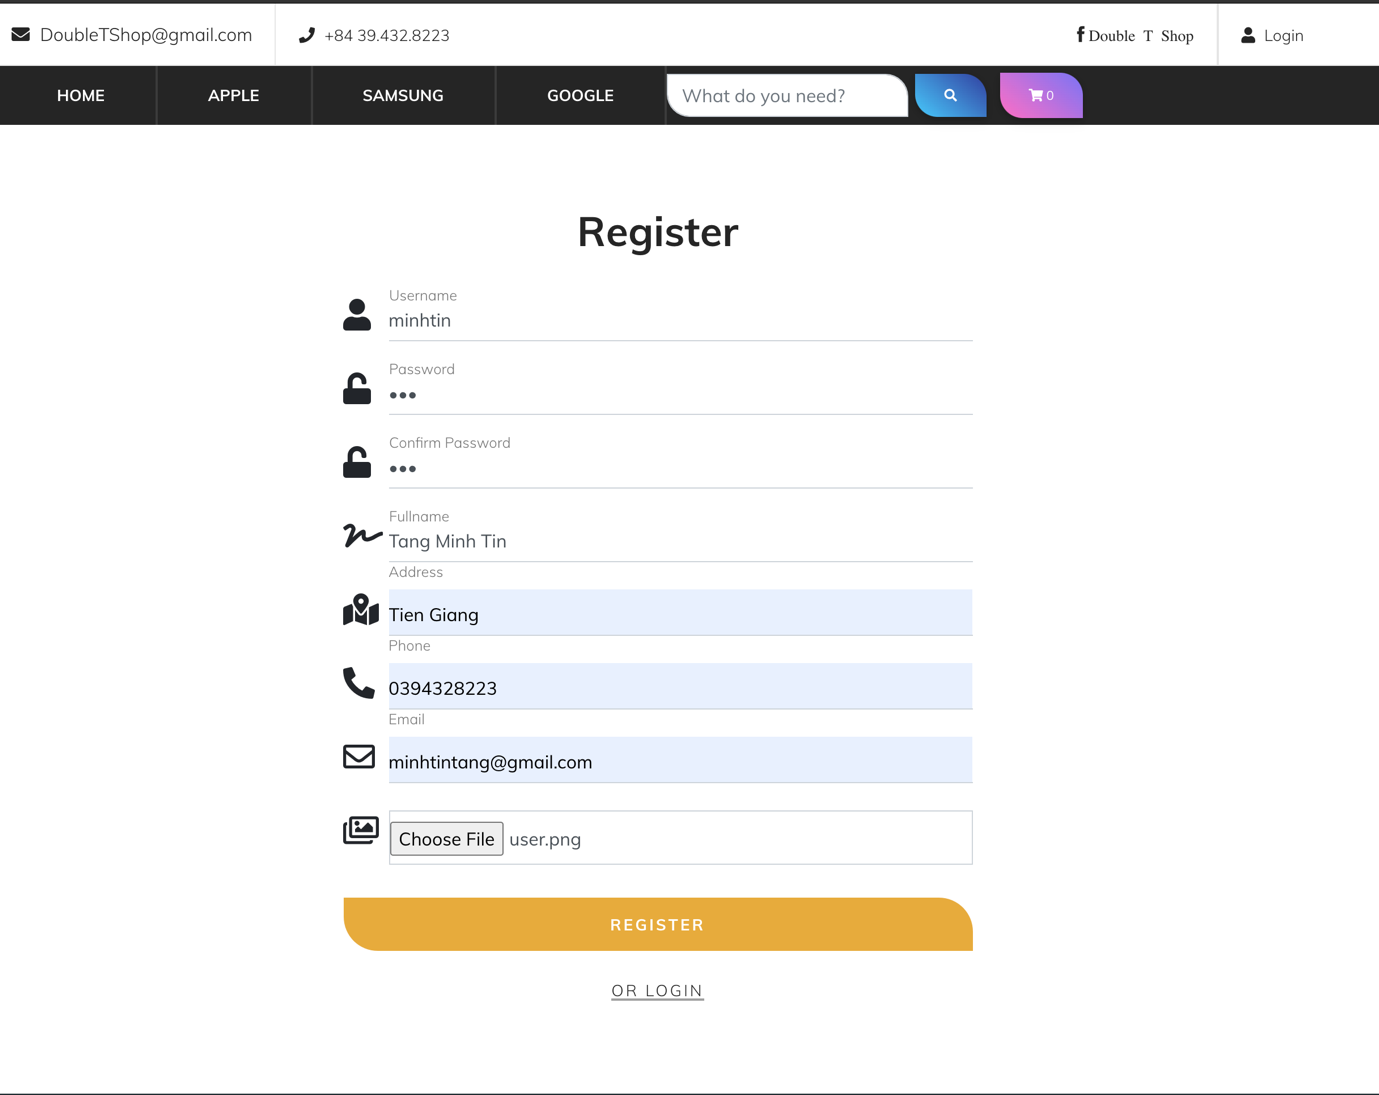 DoubleTShop@gmail.com +84 39.432.8223 Double T Shop Login
HOME APPLE SAMSUNG GOOGLE What do you need? 0
Register
Username
minhtin
Password
•••
Confirm Password
•••
Fullname
Tang Minh Tin
Address
Tien Giang
Phone
0394328223
Email
minhtintang@gmail.com
Choose File user.png
REGISTER
OR LOGIN